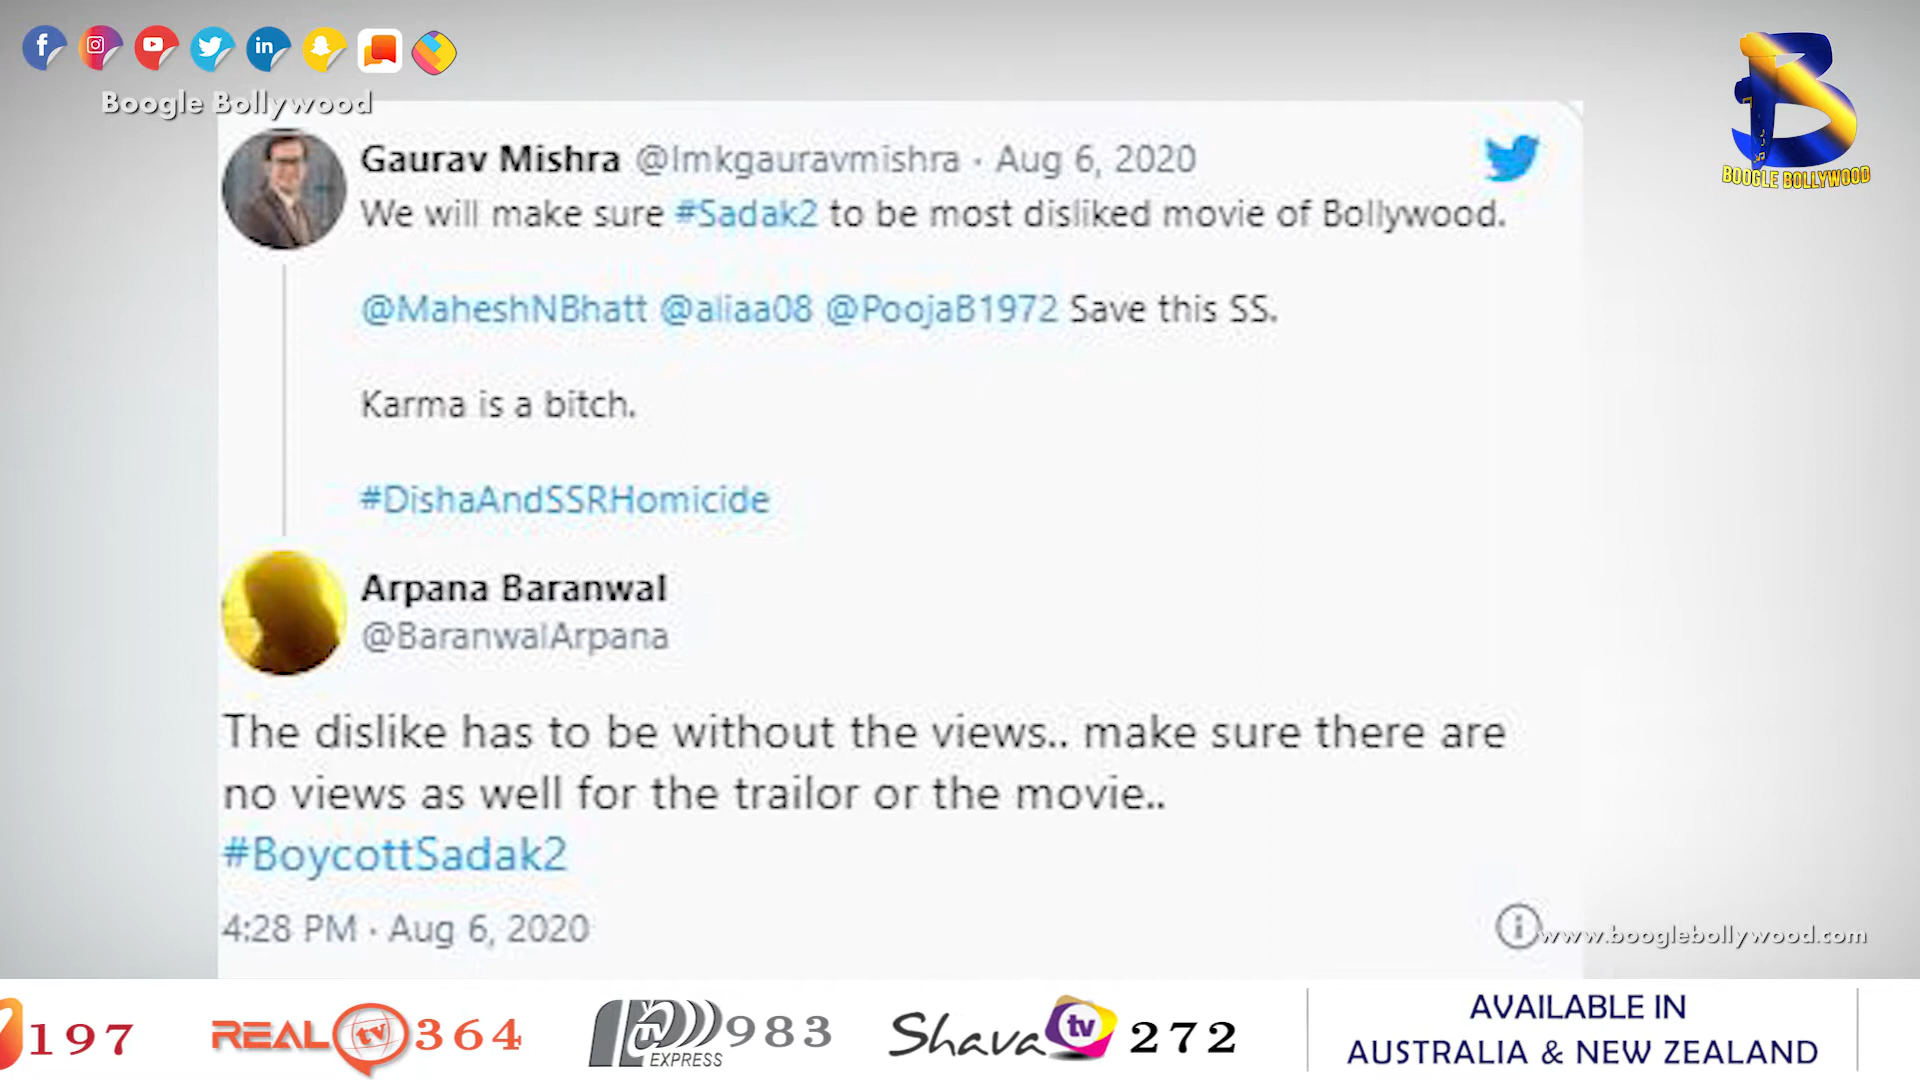 Boogle Bollywood
BOOGLE BOLLYWOOD
Gaurav Mishra @Imkgauravmishra · Aug 6, 2020
We will make sure #Sadak2 to be most disliked movie of Bollywood.
@MaheshNBhatt @aliaa08 @PoojaB1972 Save this SS.
Karma is a bitch.
#DishaAndSSRHomicide
Arpana Baranwal
@BaranwalArpana
The dislike has to be without the views.. make sure there are
no views as well for the trailor or the movie..
#BoycottSadak2
4:28 PM · Aug 6, 2020
www.booglebollywood.com
197 REAL tv 364 EXPRESS 983 Shava tv 272
AVAILABLE IN
AUSTRALIA & NEW ZEALAND